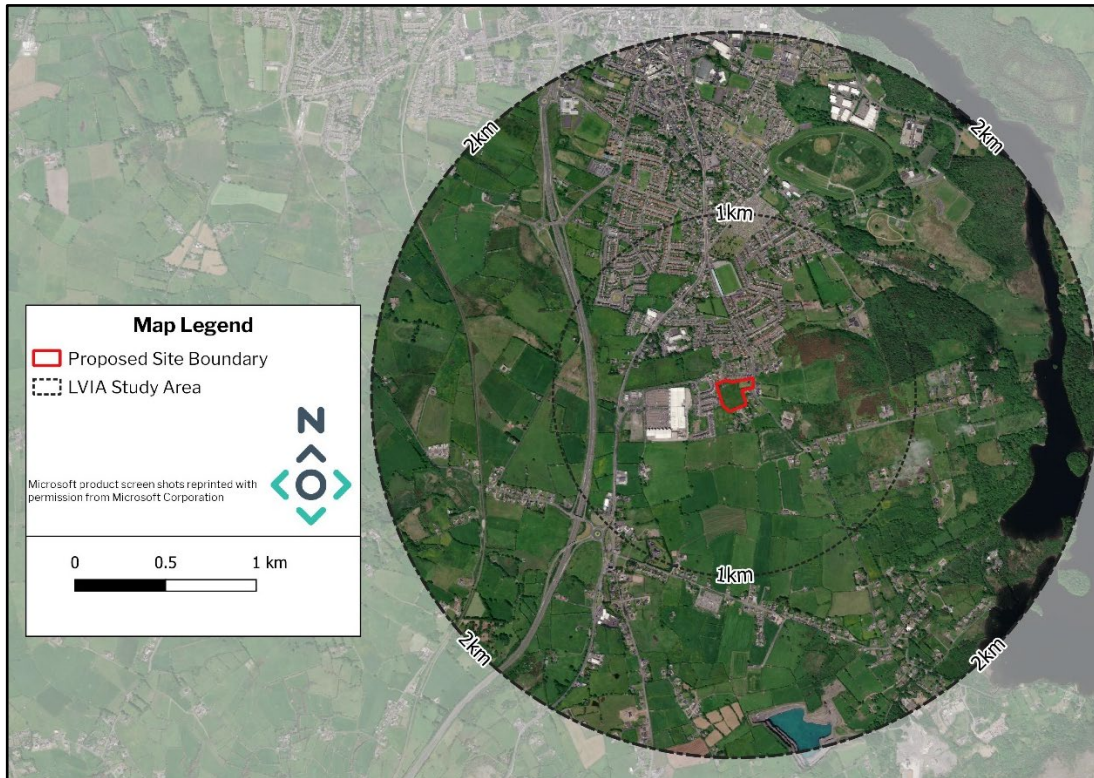 2km
2km
1km
Map Legend
Proposed Site Boundary
LVIA Study Area
N
Microsoft product screen shots reprinted with
permission from Microsoft Corporation
0 0.5 1 km
1km
2km
2km